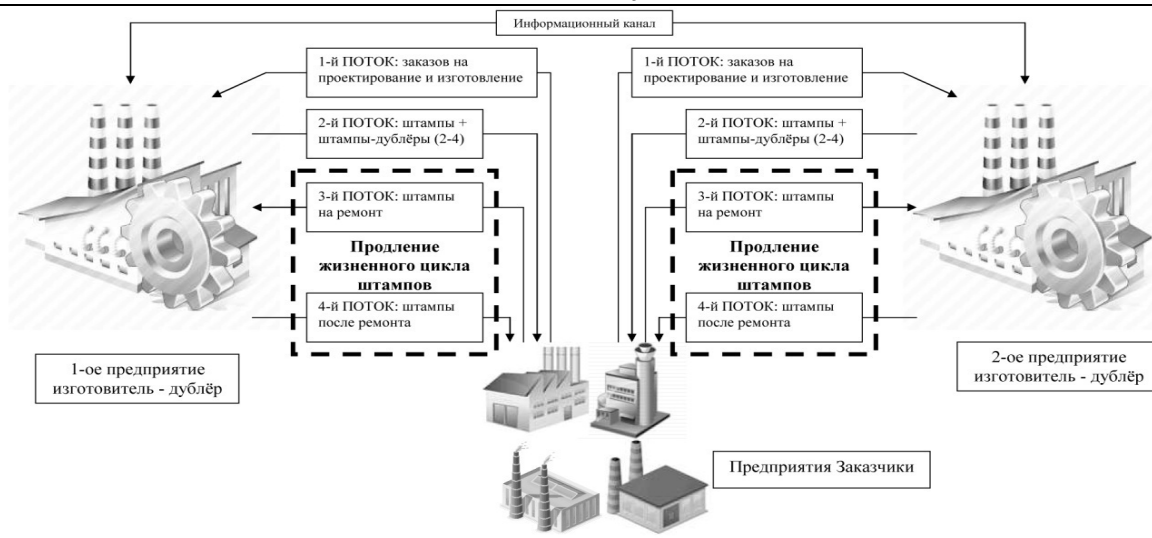 Информационный канал
1-й ПОТОК: заказов на
проектирование и изготовление
2-й ПОТОК: штампы +
штампы-дублёры (2-4)
3-й ПОТОК: штампы
на ремонт
Продление
жизненного цикла
штампов
4-й ПОТОК: штампы
после ремонта
1-ое предприятие
изготовитель - дублёр
1-й ПОТОК: заказов на
проектирование и изготовление
2-й ПОТОК: штампы +
штампы-дублёры (2-4)
3-й ПОТОК: штампы
на ремонт
Продление
жизненного цикла
штампов
4-й ПОТОК: штампы
после ремонта
2-ое предприятие
изготовитель - дублёр
Предприятия Заказчики